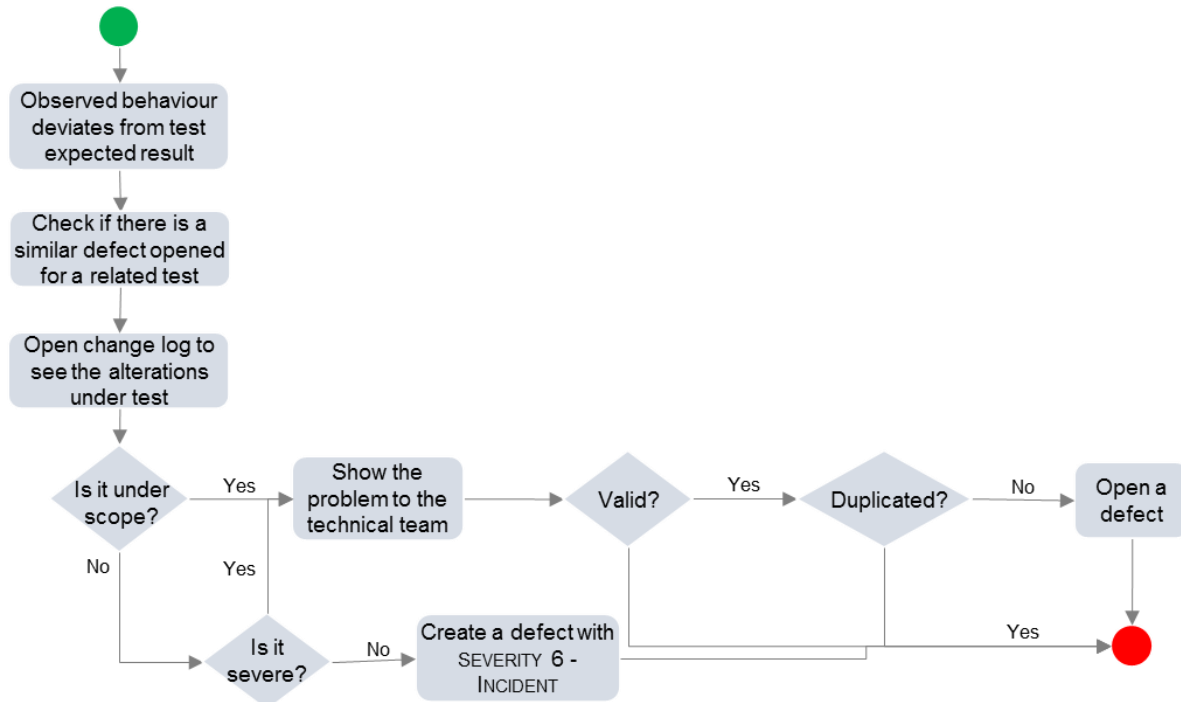 Observed behaviour
deviates from test
expected result
Check if there is a
similar defect opened
for a related test
Open change log to
see the alterations
under test
Is it under
scope?
Yes
Show the
problem to the
technical team
Valid?
Yes
Duplicated?
No
Open a
defect
No
Yes
Is it
severe?
No
Create a defect with
SEVERITY 6 -
INCIDENT
Yes